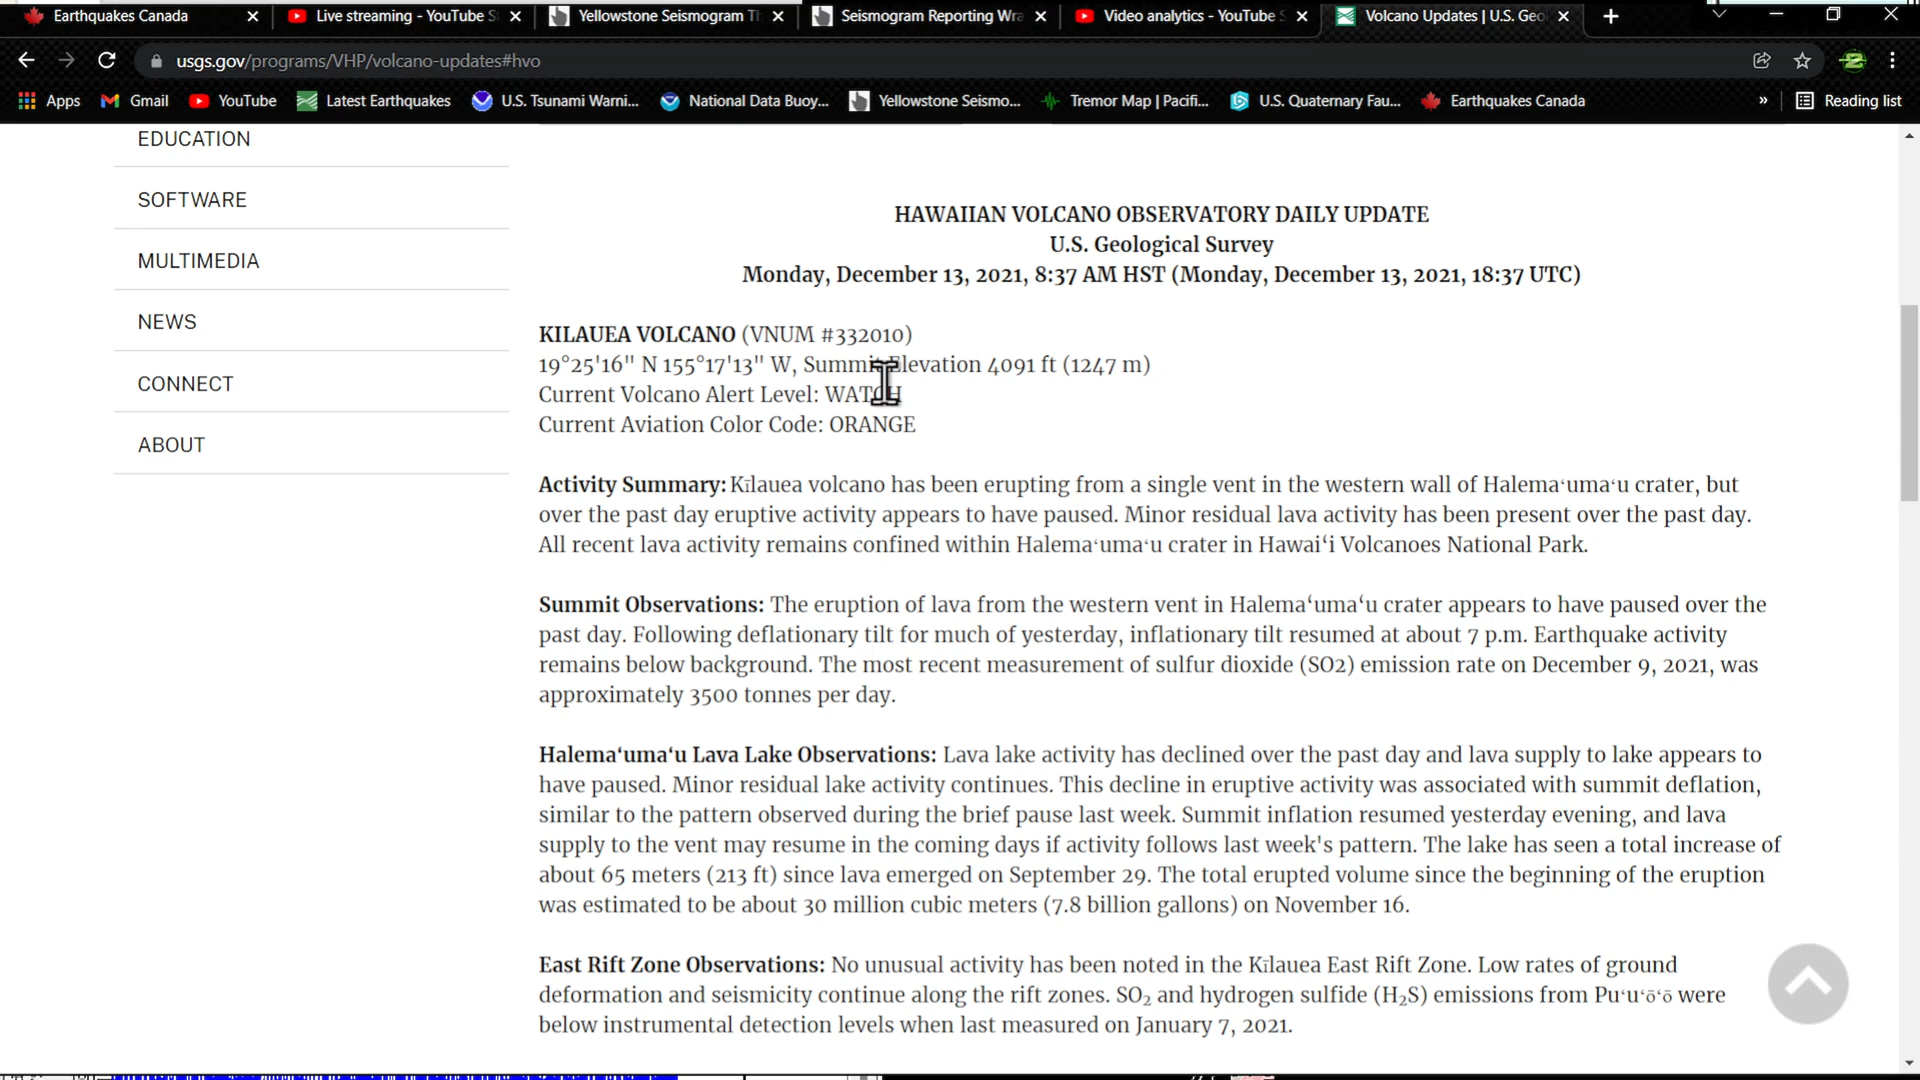 Earthquakes Canada
Live streaming - YouTube S
Yellowstone Seismogram Th
Seismogram Reporting Wra
Video analytics - YouTube S
Volcano Updates | U.S. Geo
usgs.gov/programs/VHP/volcano-updates#hvo
Apps
Gmail
YouTube
Latest Earthquakes
U.S. Tsunami Warni...
National Data Buoy...
Yellowstone Seismo...
Tremor Map | Pacifi...
U.S. Quaternary Fau...
Earthquakes Canada
»
Reading list
EDUCATION
SOFTWARE
MULTIMEDIA
NEWS
CONNECT
ABOUT
HAWAIIAN VOLCANO OBSERVATORY DAILY UPDATE
U.S. Geological Survey
Monday, December 13, 2021, 8:37 AM HST (Monday, December 13, 2021, 18:37 UTC)
KILAUEA VOLCANO (VNUM #332010)
19°25'16" N 155°17'13" W, Summit Elevation 4091 ft (1247 m)
Current Volcano Alert Level: WATCH
Current Aviation Color Code: ORANGE
Activity Summary: Kīlauea volcano has been erupting from a single vent in the western wall of Halemaʻumaʻu crater, but
over the past day eruptive activity appears to have paused. Minor residual lava activity has been present over the past day.
All recent lava activity remains confined within Halemaʻumaʻu crater in Hawaiʻi Volcanoes National Park.
Summit Observations: The eruption of lava from the western vent in Halemaʻumaʻu crater appears to have paused over the
past day. Following deflationary tilt for much of yesterday, inflationary tilt resumed at about 7 p.m. Earthquake activity
remains below background. The most recent measurement of sulfur dioxide (SO2) emission rate on December 9, 2021, was
approximately 3500 tonnes per day.
Halemaʻumaʻu Lava Lake Observations: Lava lake activity has declined over the past day and lava supply to lake appears to
have paused. Minor residual lake activity continues. This decline in eruptive activity was associated with summit deflation,
similar to the pattern observed during the brief pause last week. Summit inflation resumed yesterday evening, and lava
supply to the vent may resume in the coming days if activity follows last week's pattern. The lake has seen a total increase of
about 65 meters (213 ft) since lava emerged on September 29. The total erupted volume since the beginning of the eruption
was estimated to be about 30 million cubic meters (7.8 billion gallons) on November 16.
East Rift Zone Observations: No unusual activity has been noted in the Kīlauea East Rift Zone. Low rates of ground
deformation and seismicity continue along the rift zones. SO₂ and hydrogen sulfide (H₂S) emissions from Puʻuʻōʻō were
below instrumental detection levels when last measured on January 7, 2021.